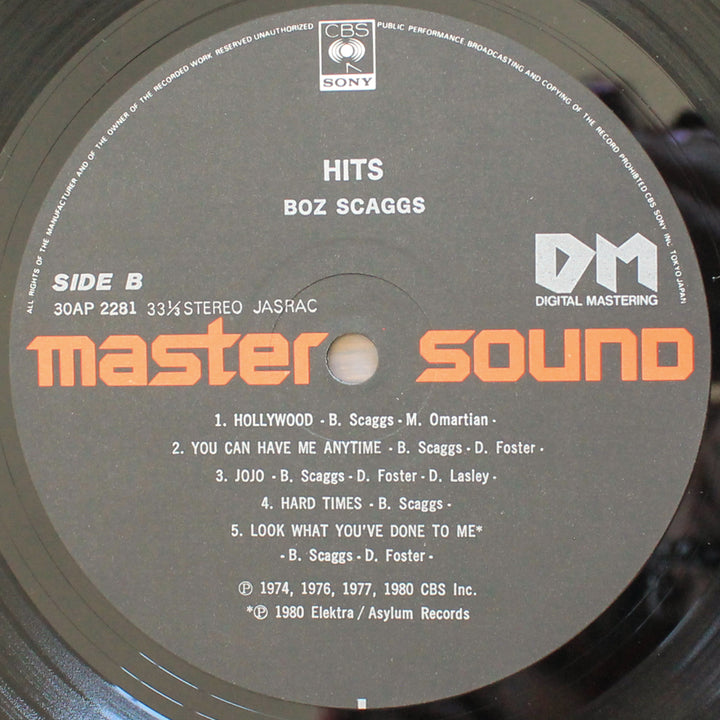 ALL RIGHTS OF THE MANUFACTURER AND OF THE OWNER OF THE RECORDED WORK RESERVED UNAUTHORIZED PUBLIC PERFORMANCE. BROADCASTING AND COPYING OF THE RECORD PROHIBITED CBS SONY INC. TOKYO JAPAN
CBS
SONY
HITS
BOZ SCAGGS
DM
DIGITAL MASTERING
SIDE B
30AP 2281 33⅓ STEREO JASRAC
master sound
1. HOLLYWOOD - B. Scaggs - M. Omartian -
2. YOU CAN HAVE ME ANYTIME - B. Scaggs - D. Foster -
3. JOJO - B. Scaggs - D. Foster - D. Lasley -
4. HARD TIMES - B. Scaggs -
5. LOOK WHAT YOU'VE DONE TO ME*
- B. Scaggs - D. Foster -
Ⓟ 1974, 1976, 1977, 1980 CBS Inc.
*Ⓟ 1980 Elektra / Asylum Records